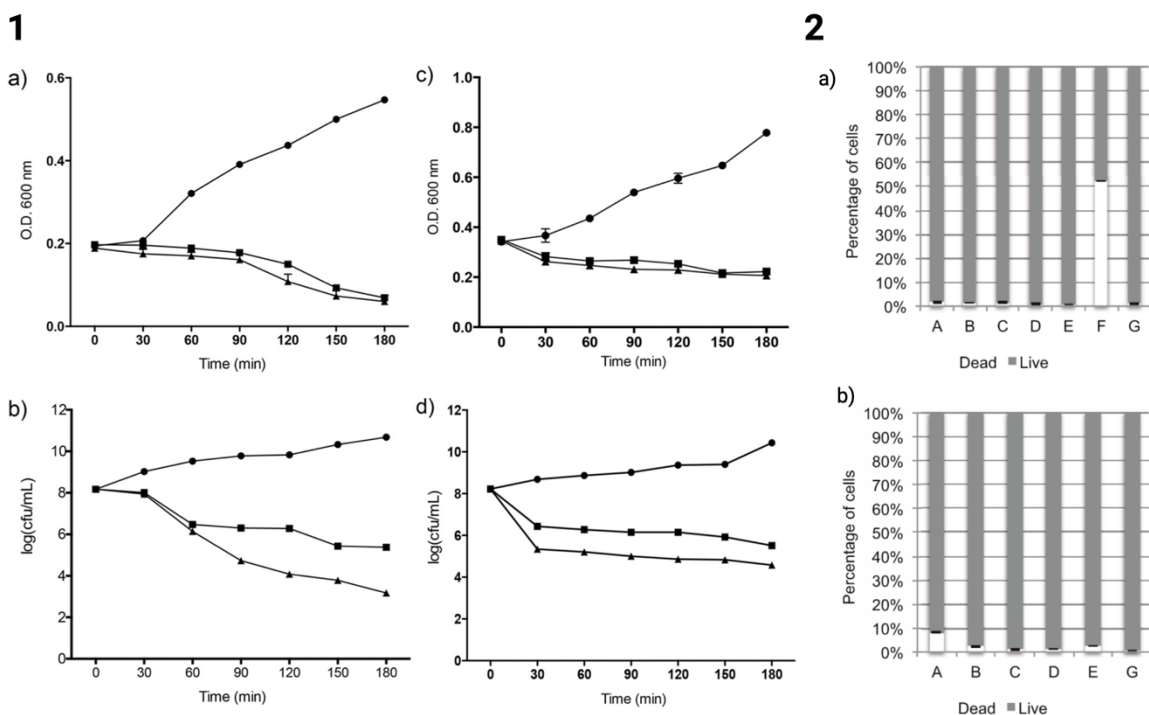 1
a)
0.6
0.4
0.2
0.0
O.D. 600 nm
0 30 60 90 120 150 180
Time (min)
c)
1.0
0.8
0.6
0.4
0.2
0.0
O.D. 600 nm
0 30 60 90 120 150 180
Time (min)
b)
12
10
8
6
4
2
0
log(cfu/mL)
0 30 60 90 120 150 180
Time (min)
d)
12
10
8
6
4
2
0
log(cfu/mL)
0 30 60 90 120 150 180
Time (min)
2
a)
100%
90%
80%
70%
60%
50%
40%
30%
20%
10%
0%
Percentage of cells
A B C D E F G
Dead Live
b)
100%
90%
80%
70%
60%
50%
40%
30%
20%
10%
0%
Percentage of cells
A B C D E G
Dead Live